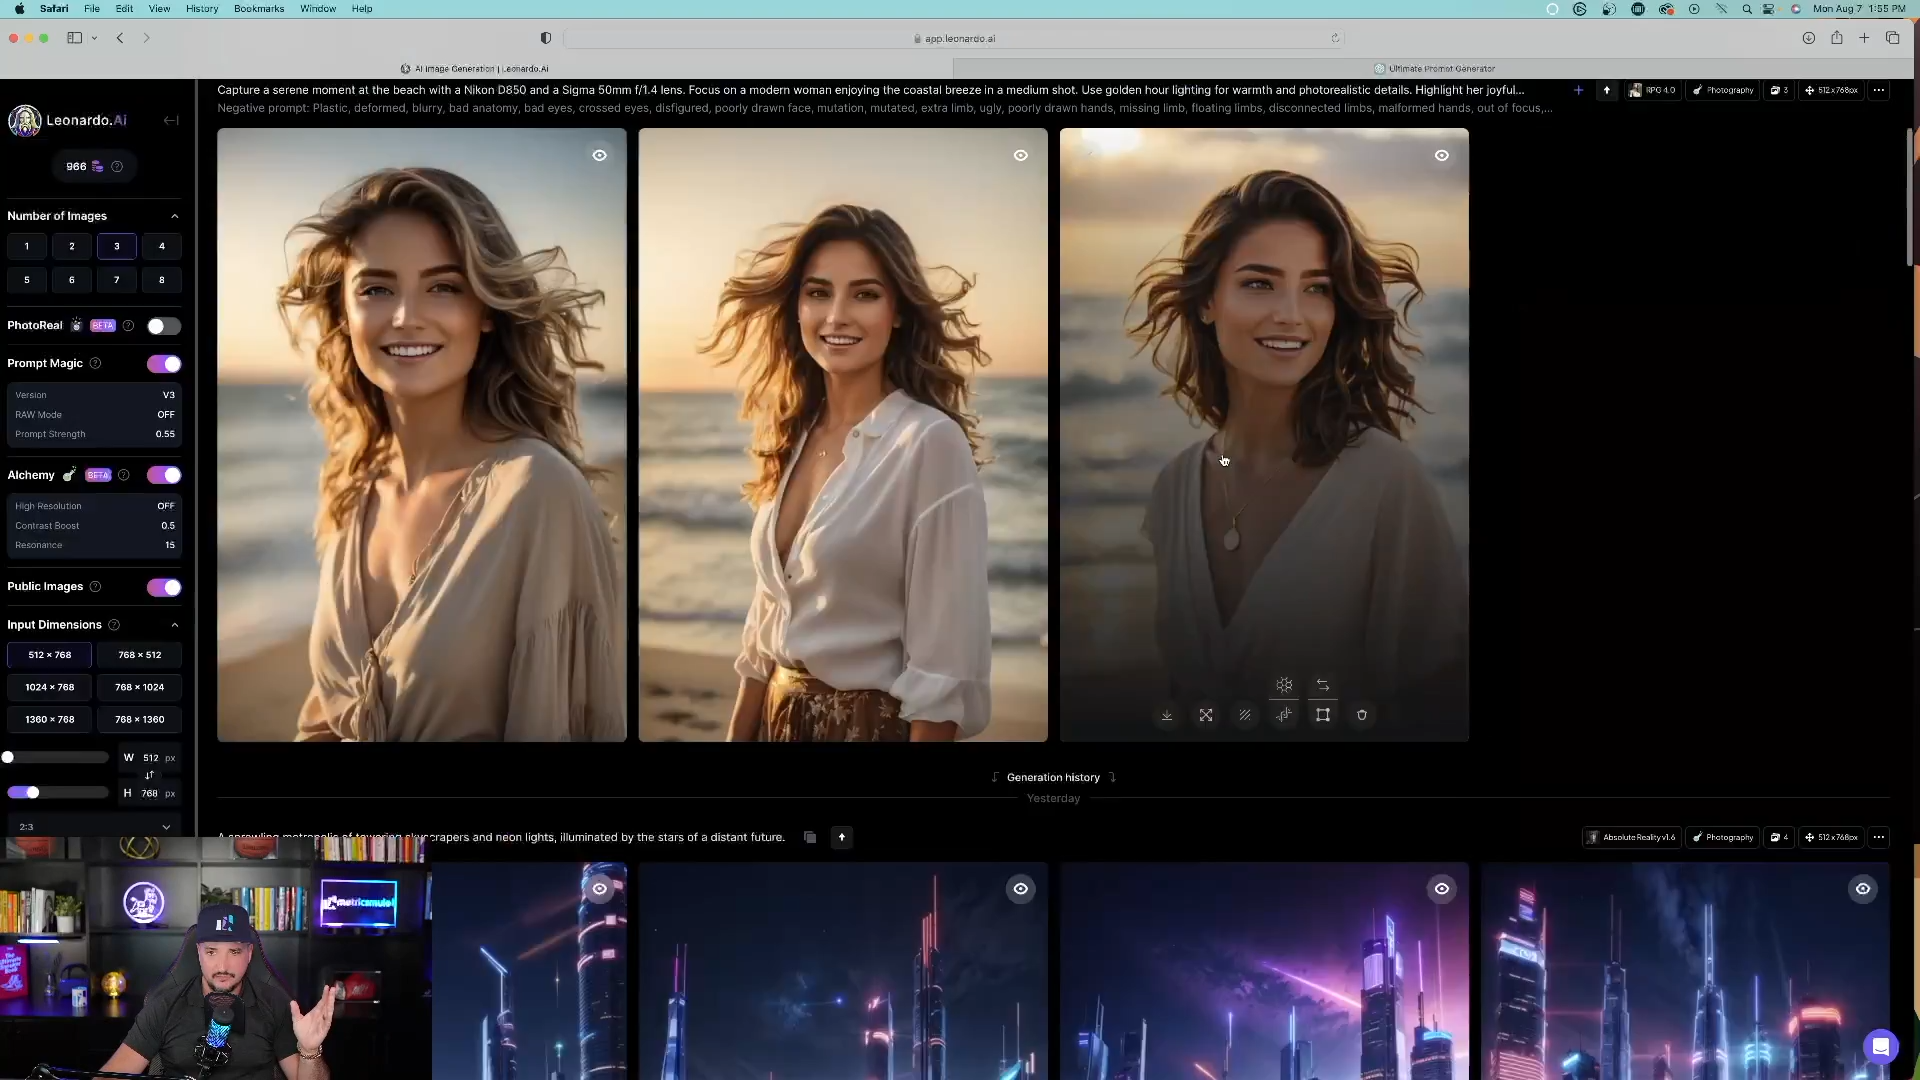 Safari File Edit View History Bookmarks Window Help
Mon Aug 7 1:55 PM
app.leonardo.ai
AI Image Generation | Leonardo.Ai
Ultimate Prompt Generator
Leonardo.Ai
966
Number of Images
1 2 3 4
5 6 7 8
PhotoReal BETA
Prompt Magic
Version V3
RAW Mode OFF
Prompt Strength 0.55
Alchemy BETA
High Resolution OFF
Contrast Boost 0.5
Resonance 15
Public Images
Input Dimensions
512 × 768 768 × 512
1024 × 768 768 × 1024
1360 × 768 768 × 1360
W 512 px
H 768 px
2:3
Capture a serene moment at the beach with a Nikon D850 and a Sigma 50mm f/1.4 lens. Focus on a modern woman enjoying the coastal breeze in a medium shot. Use golden hour lighting for warmth and photorealistic details. Highlight her joyful...
RPG 4.0 Photography 3 512x768px
Negative prompt: Plastic, deformed, blurry, bad anatomy, bad eyes, crossed eyes, disfigured, poorly drawn face, mutation, mutated, extra limb, ugly, poorly drawn hands, missing limb, floating limbs, disconnected limbs, malformed hands, out of focus,...
Generation history
Yesterday
A sprawling metropolis of towering skyscrapers and neon lights, illuminated by the stars of a distant future.
Absolute Reality v1.6 Photography 4 512x768px
metricsmule